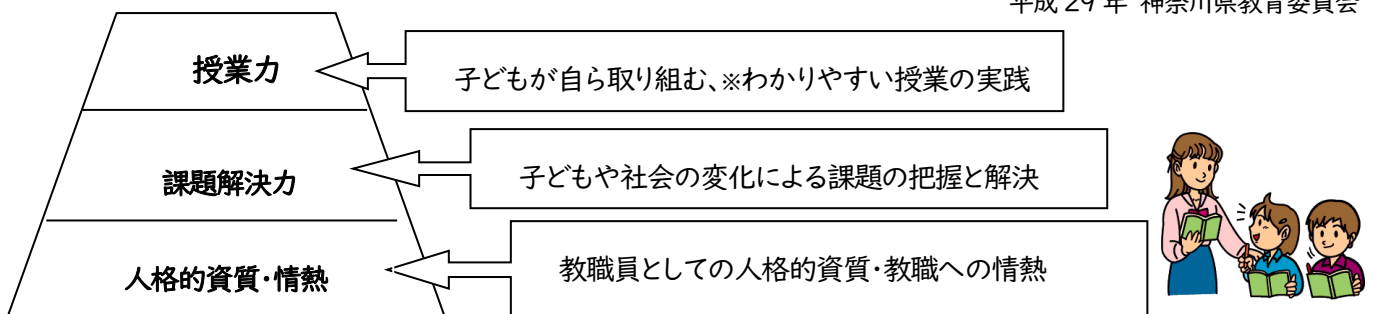 平成 29 年 神奈川県教育委員会
授業力
子どもが自ら取り組む、※わかりやすい授業の実践
課題解決力
子どもや社会の変化による課題の把握と解決
人格的資質・情熱
教職員としての人格的資質・教職への情熱